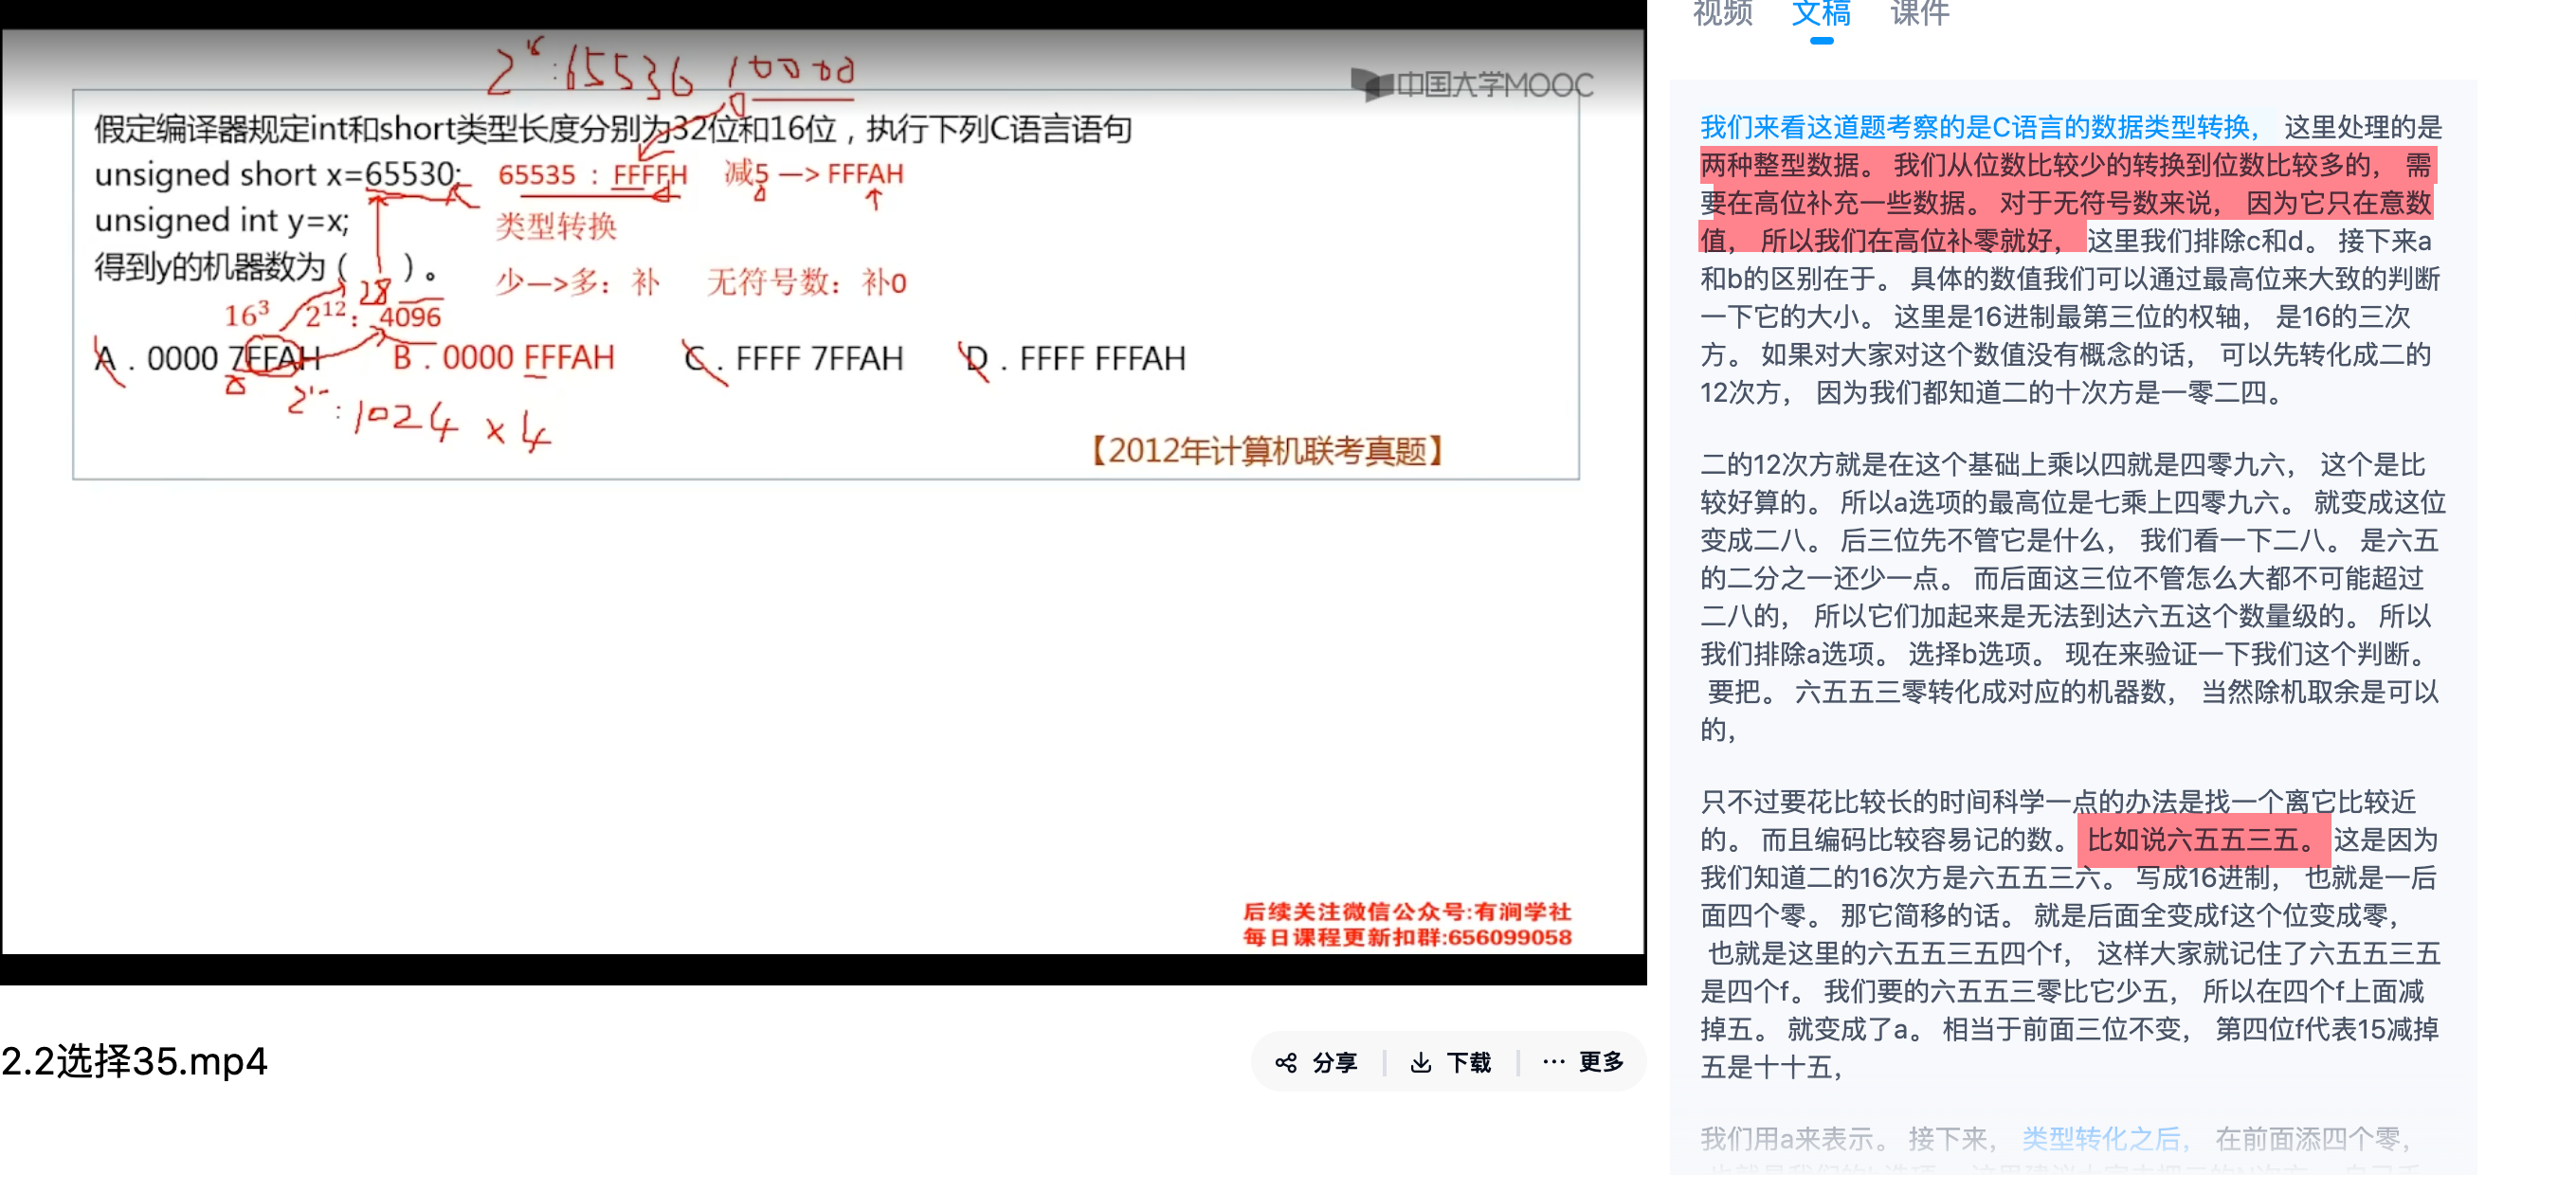 2¹⁶:65536 10000
中国大学MOOC
假定编译器规定int和short类型长度分别为32位和16位，执行下列C语言语句
unsigned short x=65530; 65535：FFFFH 减5 —> FFFAH
unsigned int y=x; 类型转换
得到y的机器数为（ ）。 少—>多：补 无符号数：补0
28
16³ 2¹²：4096
A．0000 7FFAH B．0000 FFFAH C．FFFF 7FFAH D．FFFF FFFAH
2¹⁰:1024 ×4
【2012年计算机联考真题】
后续关注微信公众号:有涧学社
每日课程更新扣群:656099058
2.2选择35.mp4
分享 下载 ··· 更多
视频 文稿 课件
我们来看这道题考察的是C语言的数据类型转换， 这里处理的是
两种整型数据。 我们从位数比较少的转换到位数比较多的， 需
要在高位补充一些数据。 对于无符号数来说， 因为它只在意数
值， 所以我们在高位补零就好， 这里我们排除c和d。 接下来a
和b的区别在于。 具体的数值我们可以通过最高位来大致的判断
一下它的大小。 这里是16进制最第三位的权轴， 是16的三次
方。 如果对大家对这个数值没有概念的话， 可以先转化成二的
12次方， 因为我们都知道二的十次方是一零二四。
二的12次方就是在这个基础上乘以四就是四零九六， 这个是比
较好算的。 所以a选项的最高位是七乘上四零九六。 就变成这位
变成二八。 后三位先不管它是什么， 我们看一下二八。 是六五
的二分之一还少一点。 而后面这三位不管怎么大都不可能超过
二八的， 所以它们加起来是无法到达六五这个数量级的。 所以
我们排除a选项。 选择b选项。 现在来验证一下我们这个判断。
要把。 六五五三零转化成对应的机器数， 当然除机取余是可以
的，
只不过要花比较长的时间科学一点的办法是找一个离它比较近
的。 而且编码比较容易记的数。 比如说六五五三五。 这是因为
我们知道二的16次方是六五五三六。 写成16进制， 也就是一后
面四个零。 那它简移的话。 就是后面全变成f这个位变成零，
也就是这里的六五五三五四个f， 这样大家就记住了六五五三五
是四个f。 我们要的六五五三零比它少五， 所以在四个f上面减
掉五。 就变成了a。 相当于前面三位不变， 第四位f代表15减掉
五是十十五，
我们用a来表示。 接下来， 类型转化之后， 在前面添四个零，